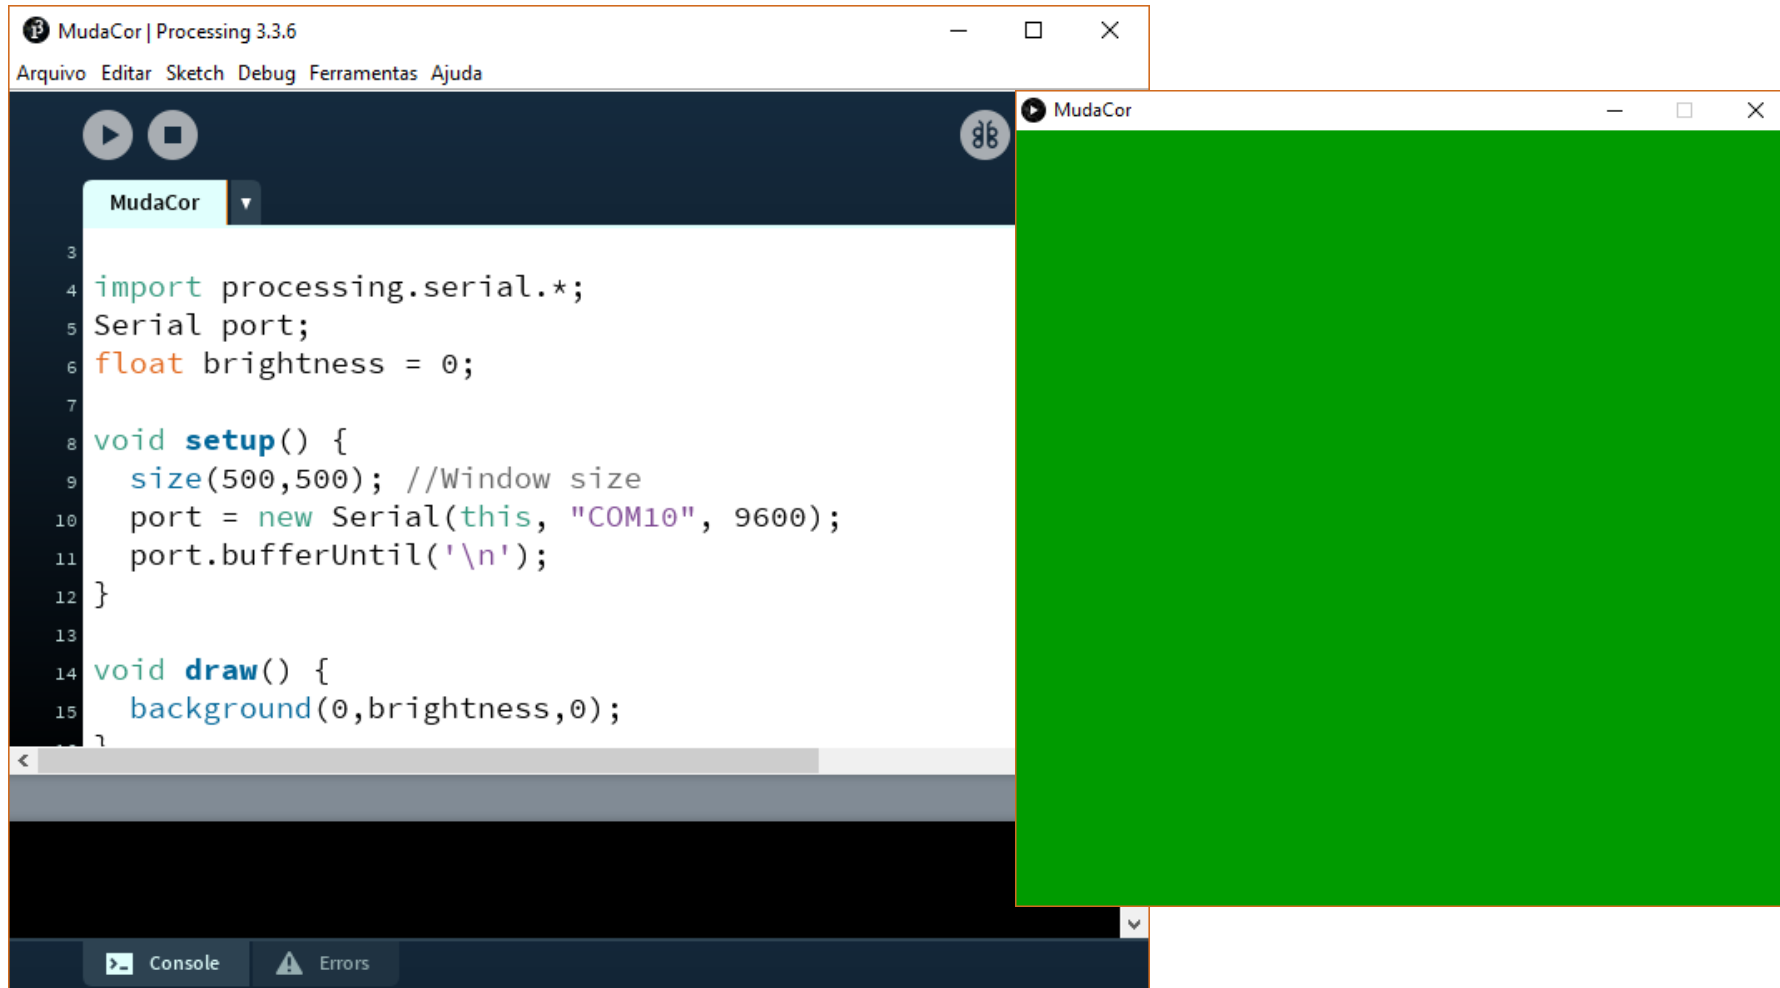 MudaCor | Processing 3.3.6
Arquivo Editar Sketch Debug Ferramentas Ajuda
MudaCor
MudaCor
3
4 import processing.serial.*;
5 Serial port;
6 float brightness = 0;
7
8 void setup() {
9 size(500,500); //Window size
10 port = new Serial(this, "COM10", 9600);
11 port.bufferUntil('\n');
12 }
13
14 void draw() {
15 background(0,brightness,0);
Console Errors